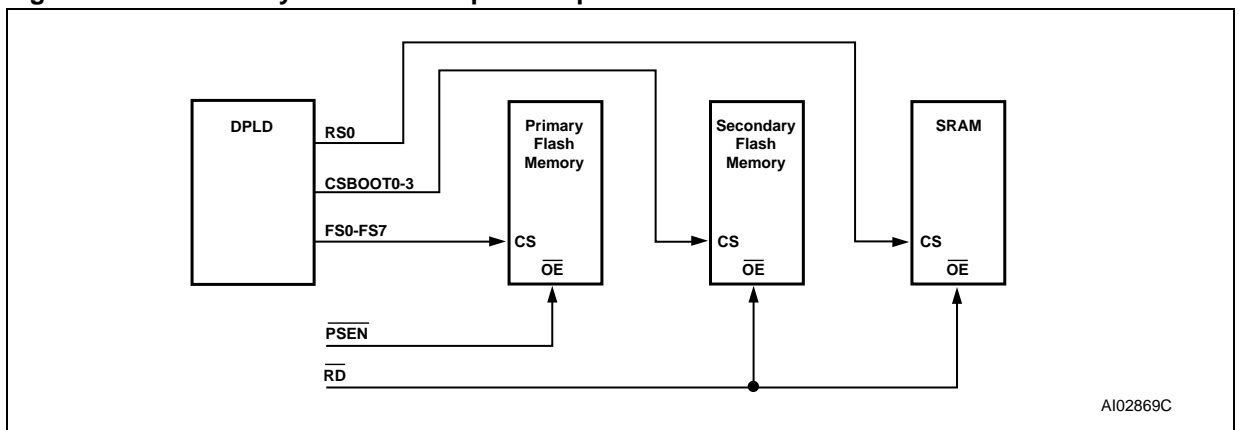 DPLD
RS0
CSBOOT0-3
FS0-FS7
Primary
Flash
Memory
CS
OE
Secondary
Flash
Memory
CS
OE
SRAM
CS
OE
PSEN
RD
AI02869C